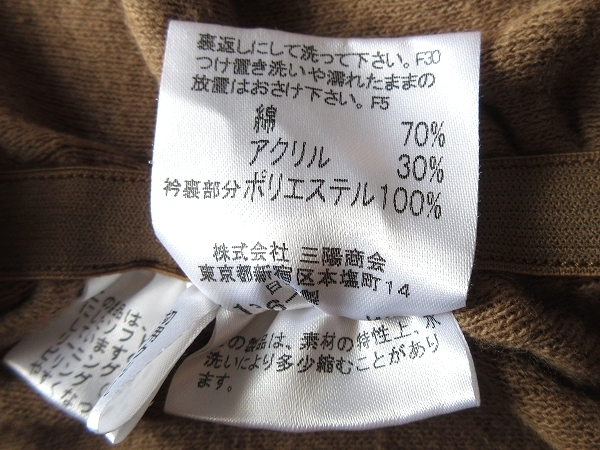 裏返しにして洗って下さい。F30
つけ置き洗いや濡れたままの
放置はおさけ下さい。F5
綿 70%
アクリル 30%
衿裏部分 ポリエステル 100%
株式会社 三陽商会
東京都新宿区本塩町14
の商品は、素材の特性上、水
洗いにより多少縮むことがあり
ます。